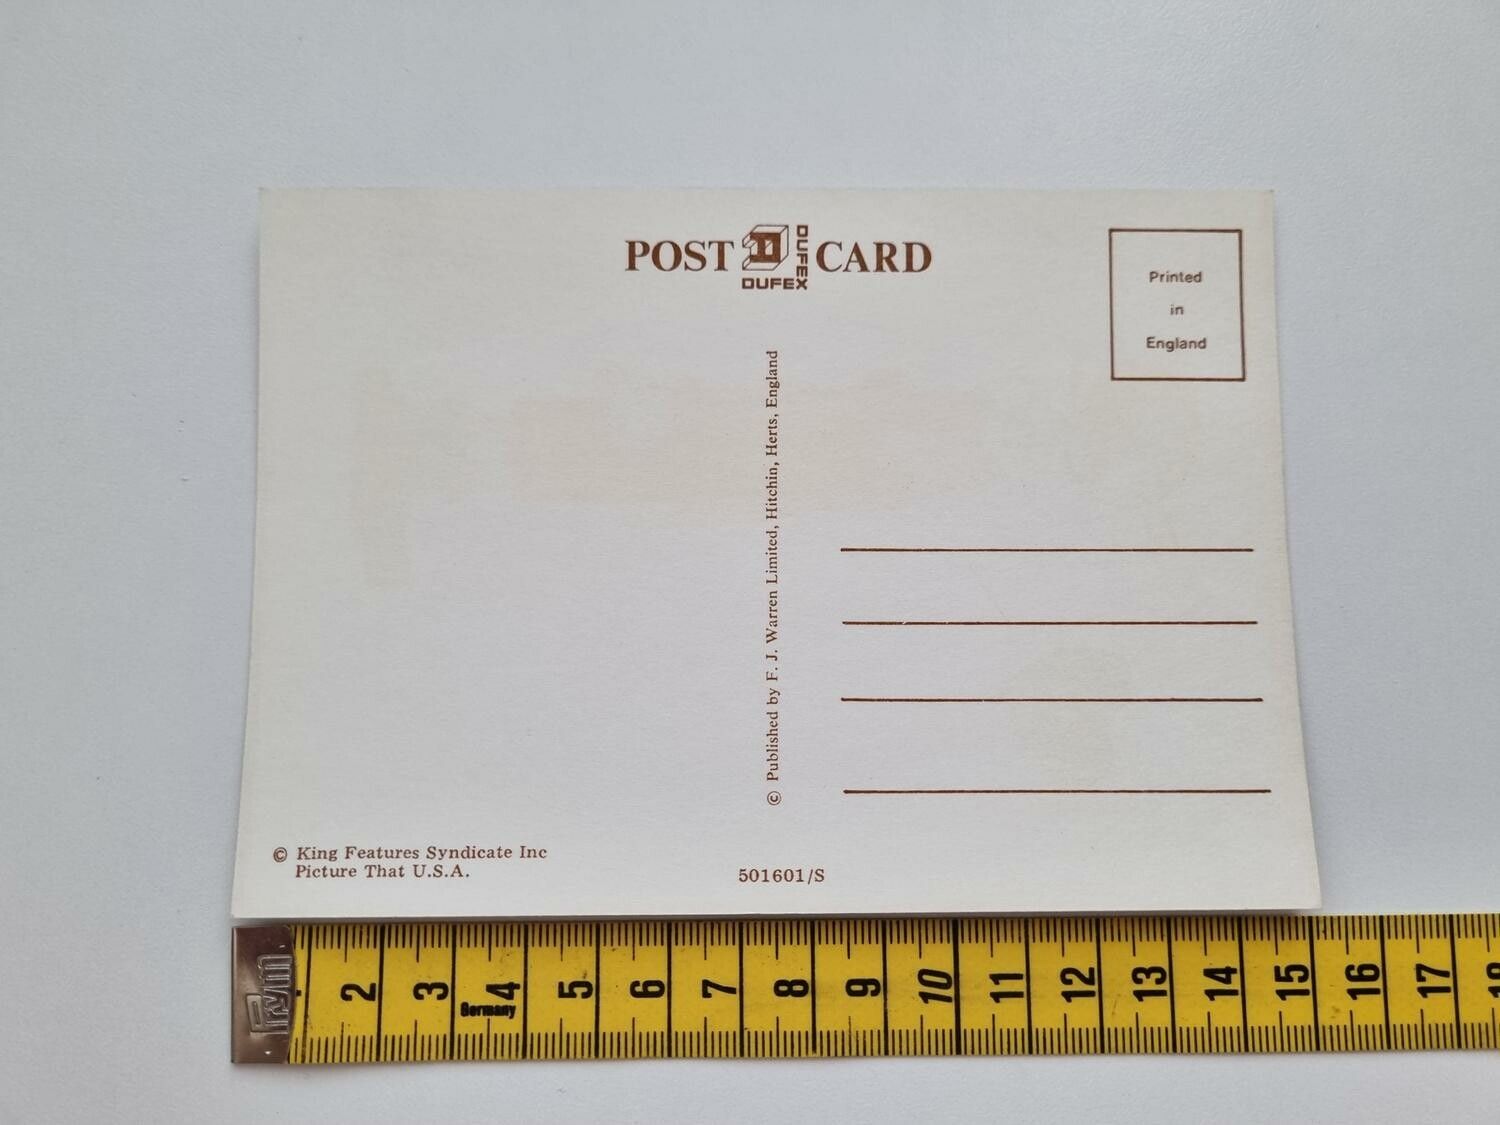 POST DUFEX DUFEX CARD
Printed
in
England
© Published by F. J. Warren Limited, Hitchin, Herts, England
© King Features Syndicate Inc
Picture That U.S.A.
501601/S
Prym
2 3 4 5 6 7 8 9 10 11 12 13 14 15 16 17 18
Germany